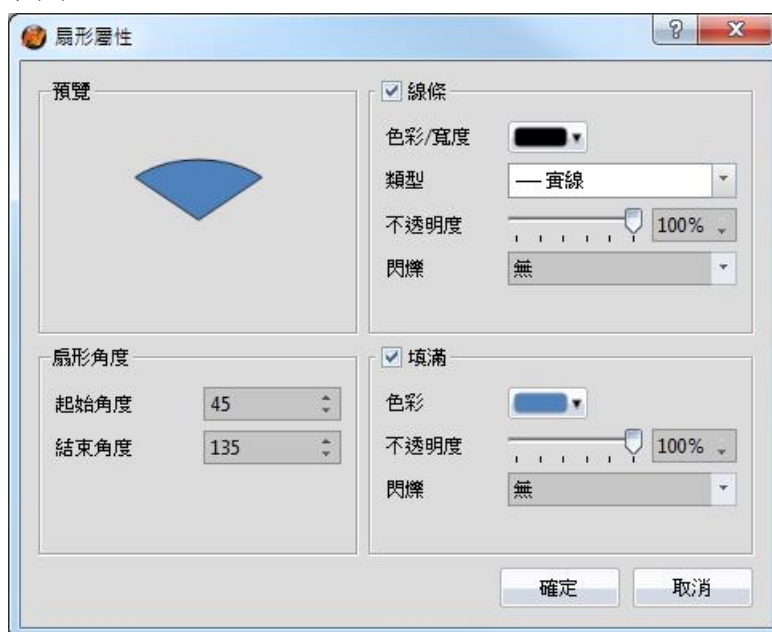 扇形屬性
預覽
線條
色彩/寬度
類型 實線
不透明度 100%
閃爍 無
扇形角度
起始角度 45
結束角度 135
填滿
色彩
不透明度 100%
閃爍 無
確定 取消